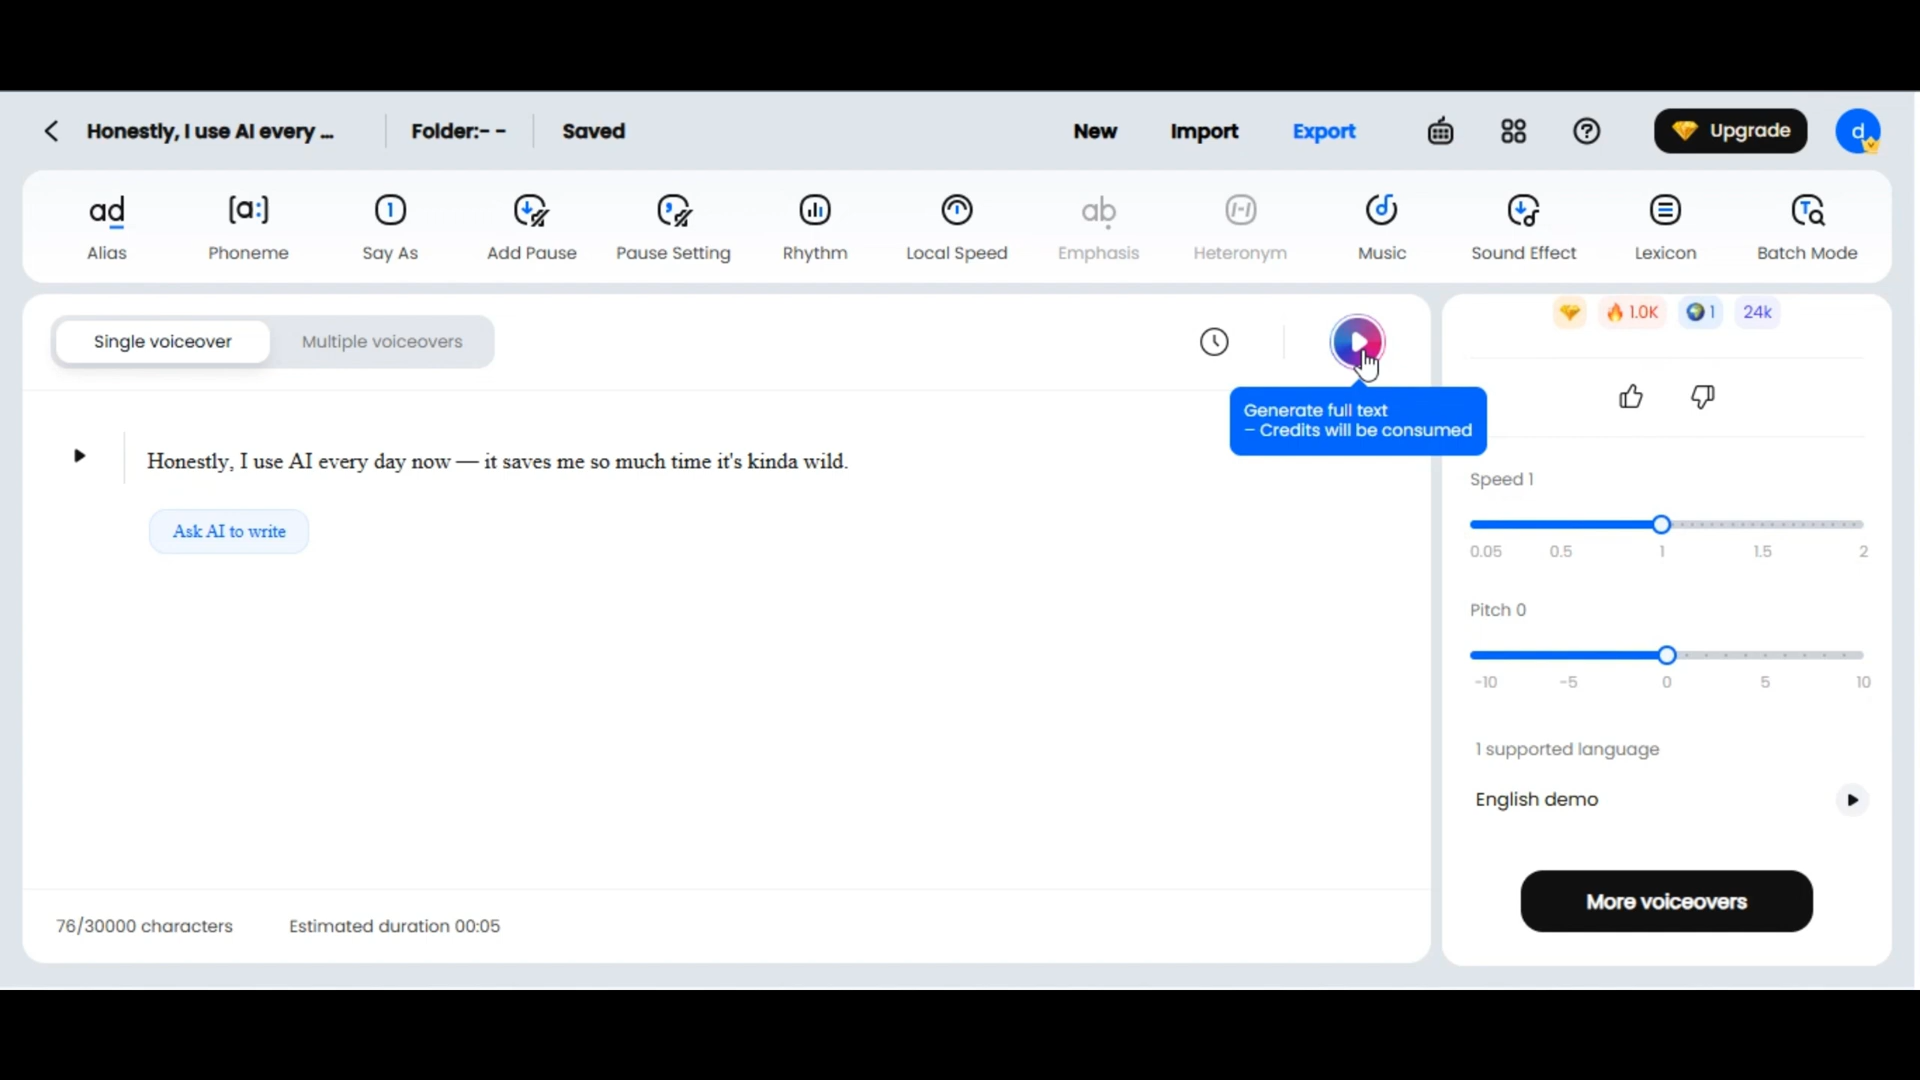 Honestly, I use AI every ...
Folder:- -
Saved
New
Import
Export
Upgrade
d
ad
[a:]
1
ab
Alias
Phoneme
Say As
Add Pause
Pause Setting
Rhythm
Local Speed
Emphasis
Heteronym
Music
Sound Effect
Lexicon
Batch Mode
Single voiceover
Multiple voiceovers
1.0K
1
24k
Generate full text
– Credits will be consumed
Honestly, I use AI every day now — it saves me so much time it's kinda wild.
Ask AI to write
Speed 1
0.05 0.5 1 1.5 2
Pitch 0
-10 -5 0 5 10
1 supported language
English demo
More voiceovers
76/30000 characters
Estimated duration 00:05